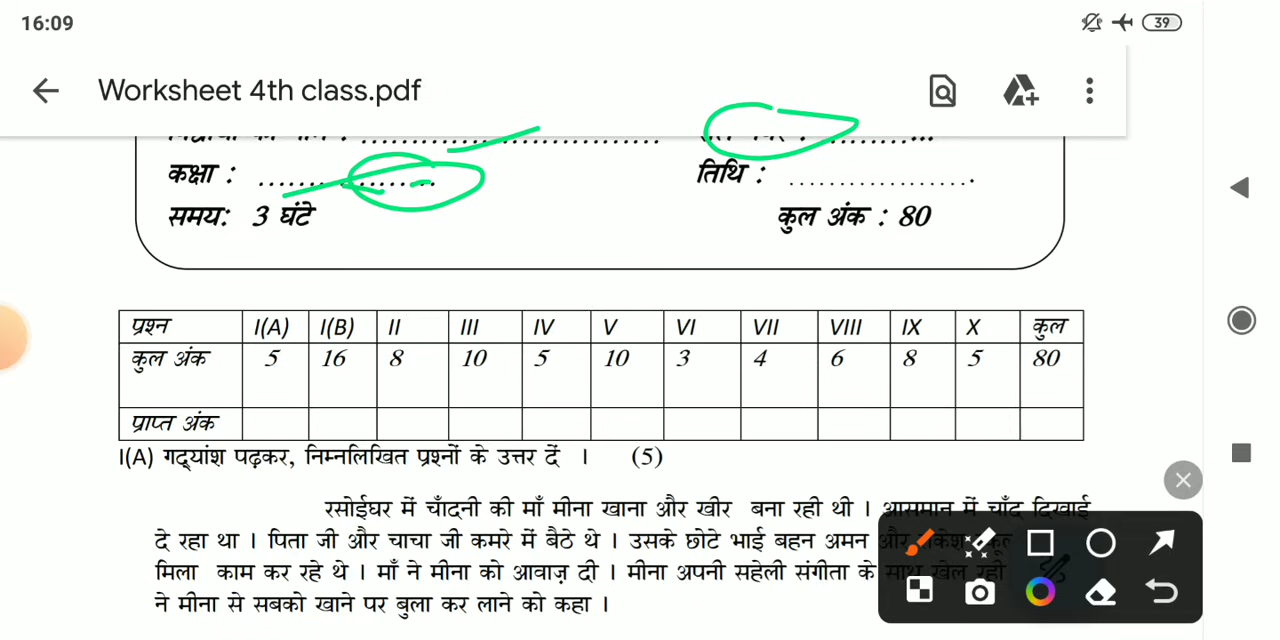 16:09
39
Worksheet 4th class.pdf
कक्षा : ....................
तिथि : ....................
समय: 3 घंटे
कुल अंक : 80
प्रश्न I(A) I(B) II III IV V VI VII VIII IX X कुल
कुल अंक 5 16 8 10 5 10 3 4 6 8 5 80
प्राप्त अंक
I(A) गद्यांश पढ़कर, निम्नलिखित प्रश्नों के उत्तर दें । (5)
रसोईघर में चाँदनी की माँ मीना खाना और खीर बना रही थी । आसमान में चाँद दिखाई
दे रहा था । पिता जी और चाचा जी कमरे में बैठे थे । उसके छोटे भाई बहन अमन और
मिला काम कर रहे थे । माँ ने मीना को आवाज़ दी । मीना अपनी सहेली संगीता के साथ खेल रही
ने मीना से सबको खाने पर बुला कर लाने को कहा ।